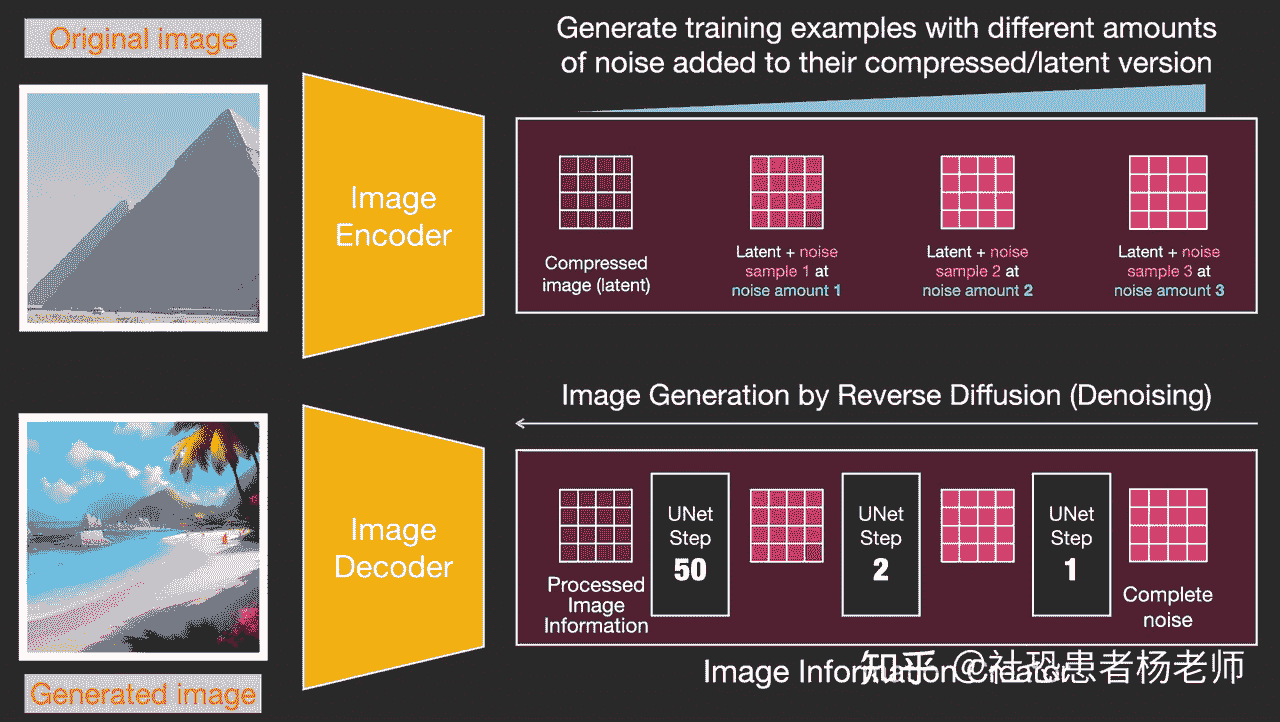 Original image
Generate training examples with different amounts
of noise added to their compressed/latent version
Image
Encoder
Compressed
image (latent)
Latent + noise
sample 1 at
noise amount 1
Latent + noise
sample 2 at
noise amount 2
Latent + noise
sample 3 at
noise amount 3
Image Generation by Reverse Diffusion (Denoising)
Image
Decoder
Processed
Image
Information
UNet
Step
50
UNet
Step
2
UNet
Step
1
Complete
noise
Generated image
Image Information Creator
知乎 @社恐患者杨老师